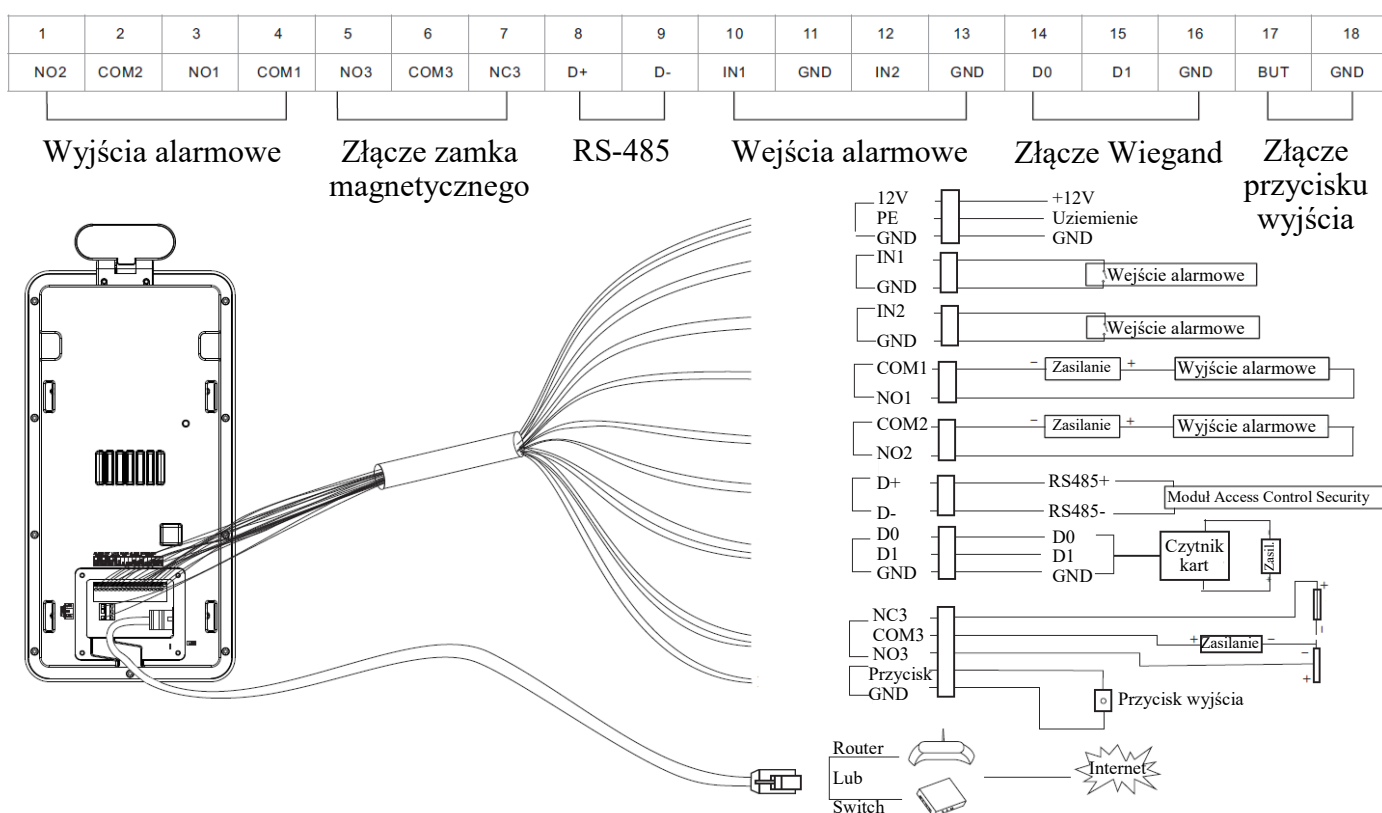 1 2 3 4 5 6 7 8 9 10 11 12 13 14 15 16 17 18
NO2 COM2 NO1 COM1 NO3 COM3 NC3 D+ D- IN1 GND IN2 GND D0 D1 GND BUT GND
Wyjścia alarmowe
Złącze zamka
magnetycznego
RS-485
Wejścia alarmowe
Złącze Wiegand
Złącze
przycisku
wyjścia
12V +12V
PE Uziemienie
GND GND
IN1
Wejście alarmowe
GND
IN2
Wejście alarmowe
GND
COM1 - Zasilanie + Wyjście alarmowe
NO1
COM2 - Zasilanie + Wyjście alarmowe
NO2
D+ RS485+
Moduł Access Control Security
D- RS485-
D0 D0
D1 D1
GND GND
Czytnik
kart
- Zasil. +
NC3 +
-
COM3 + Zasilanie -
NO3 -
+
Przycisk
GND
Przycisk wyjścia
Router
Lub
Switch
Internet